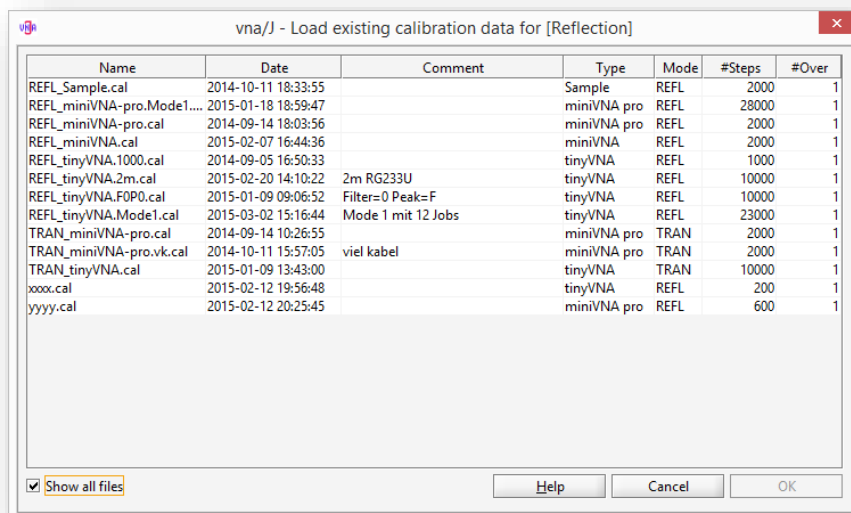 vna/J - Load existing calibration data for [Reflection]
Name Date Comment Type Mode #Steps #Over
REFL_Sample.cal 2014-10-11 18:33:55 Sample REFL 2000 1
REFL_miniVNA-pro.Mode1.... 2015-01-18 18:59:47 miniVNA pro REFL 28000 1
REFL_miniVNA-pro.cal 2014-09-14 18:03:56 miniVNA pro REFL 2000 1
REFL_miniVNA.cal 2015-02-07 16:44:36 miniVNA REFL 2000 1
REFL_tinyVNA.1000.cal 2014-09-05 16:50:33 tinyVNA REFL 1000 1
REFL_tinyVNA.2m.cal 2015-02-20 14:10:22 2m RG233U tinyVNA REFL 10000 1
REFL_tinyVNA.F0P0.cal 2015-01-09 09:06:52 Filter=0 Peak=F tinyVNA REFL 10000 1
REFL_tinyVNA.Mode1.cal 2015-03-02 15:16:44 Mode 1 mit 12 Jobs tinyVNA REFL 23000 1
TRAN_miniVNA-pro.cal 2014-09-14 10:26:55 miniVNA pro TRAN 2000 1
TRAN_miniVNA-pro.vk.cal 2014-10-11 15:57:05 viel kabel miniVNA pro TRAN 2000 1
TRAN_tinyVNA.cal 2015-01-09 13:43:00 tinyVNA TRAN 10000 1
xxxx.cal 2015-02-12 19:56:48 tinyVNA REFL 200 1
yyyy.cal 2015-02-12 20:25:45 miniVNA pro REFL 600 1
Show all files Help Cancel OK